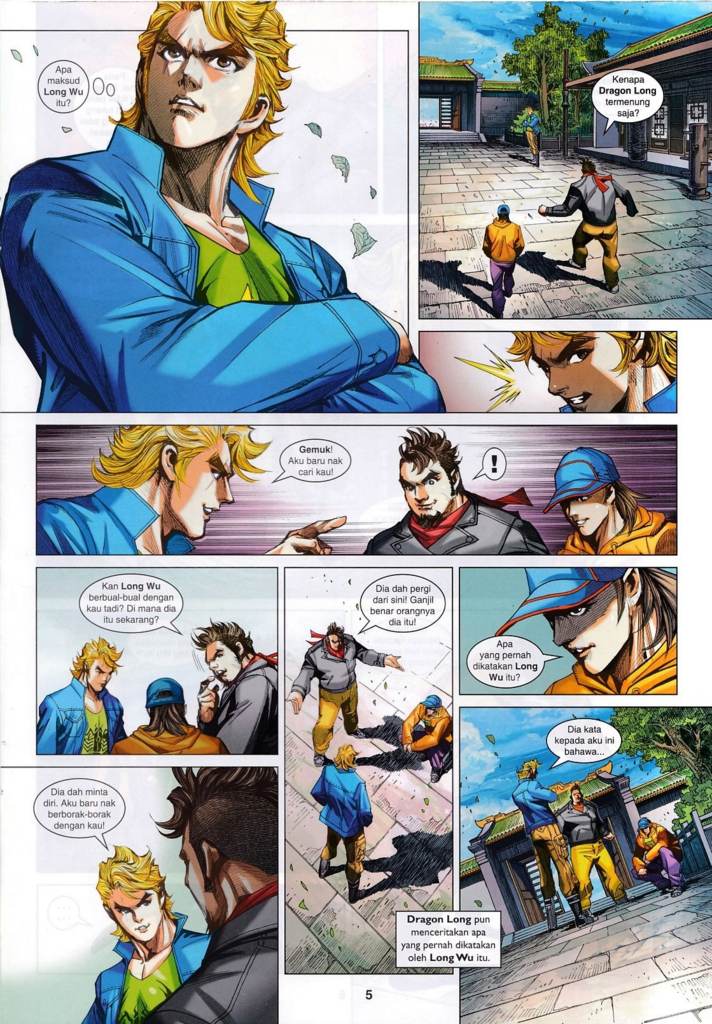 Apa
maksud
Long Wu
itu?
Kenapa
Dragon Long
termenung
saja?
Gemuk!
Aku baru nak
cari kau!
!
Kan Long Wu
berbual-bual dengan
kau tadi? Di mana dia
itu sekarang?
Dia dah minta
diri. Aku baru nak
berborak-borak
dengan kau!
Dia dah pergi
dari sini! Ganjil
benar orangnya
dia itu!
Apa
yang pernah
dikatakan Long
Wu itu?
Dia kata
kepada aku ini
bahawa...
Dragon Long pun
menceritakan apa
yang pernah dikatakan
oleh Long Wu itu.
5